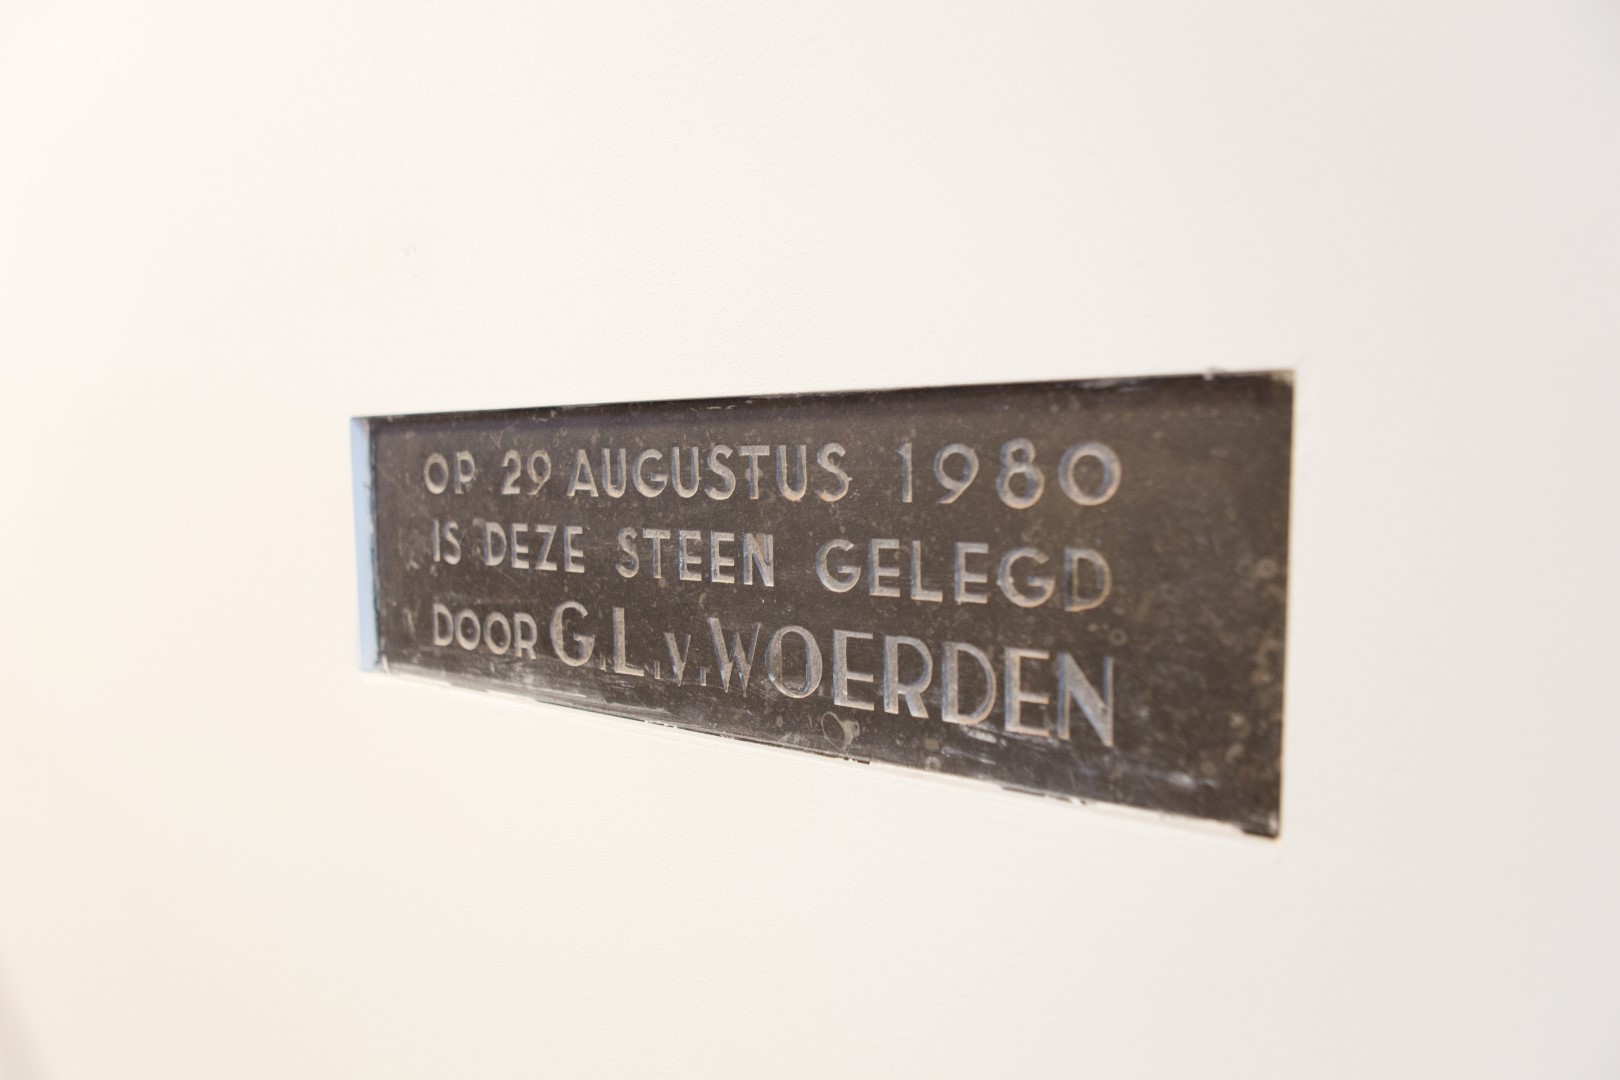 OP 29 AUGUSTUS 1980
IS DEZE STEEN GELEGD
DOOR G.L.v.WOERDEN